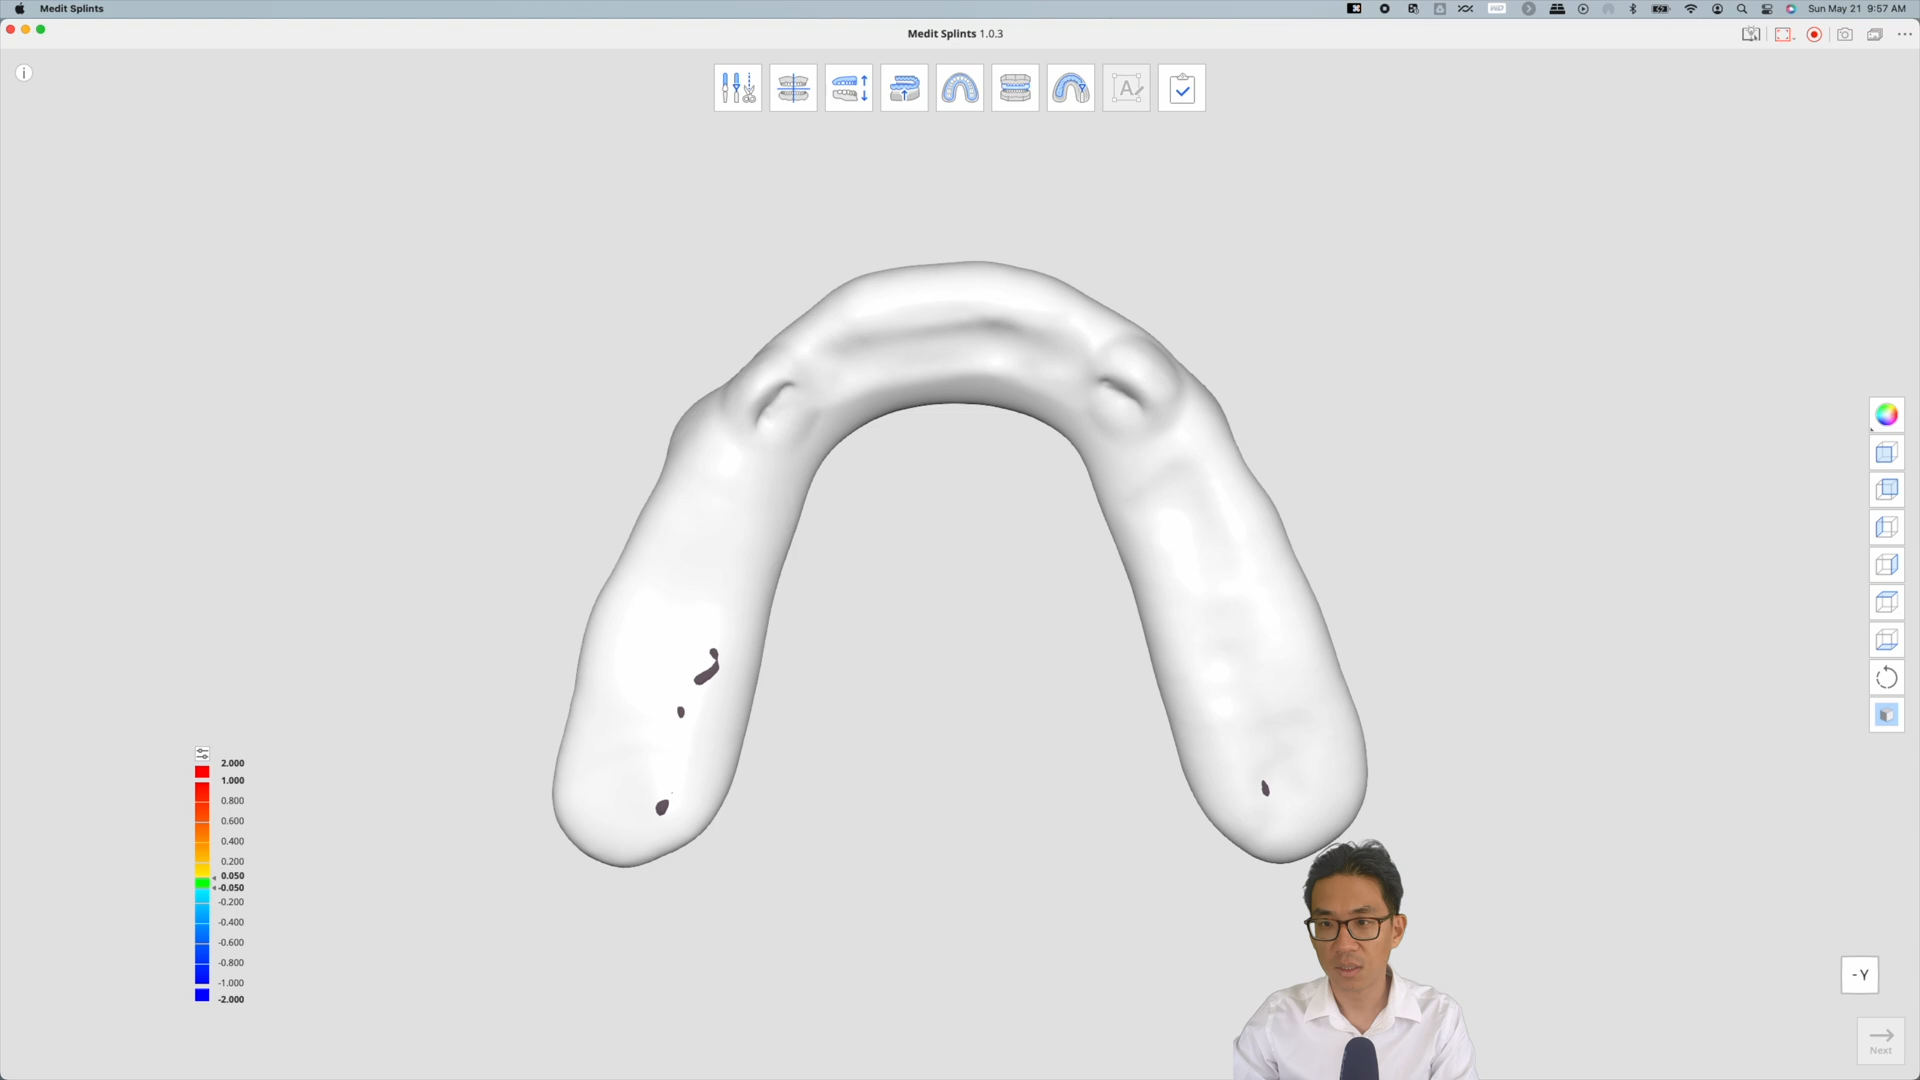 Medit Splints
Sun May 21 9:57 AM
Medit Splints 1.0.3
A
2.000
1.000
0.800
0.600
0.400
0.200
0.050
-0.050
-0.200
-0.400
-0.600
-0.800
-1.000
-2.000
- Y
Next